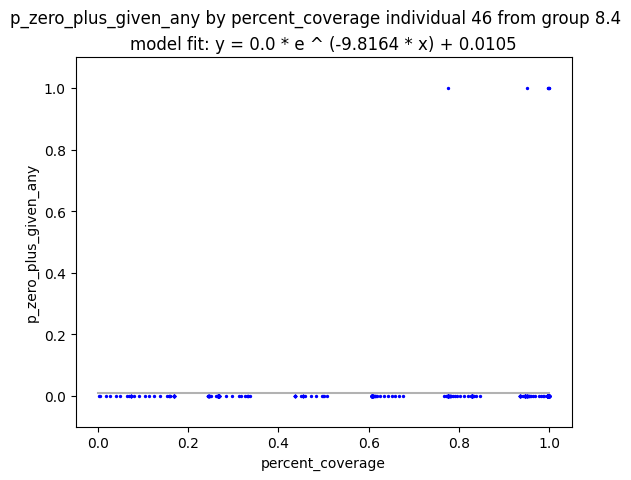 p_zero_plus_given_any by percent_coverage individual 46 from group 8.4
model fit: y = 0.0 * e ^ (-9.8164 * x) + 0.0105
1.0
0.8
0.6
0.4
0.2
0.0
p_zero_plus_given_any
0.0 0.2 0.4 0.6 0.8 1.0
percent_coverage